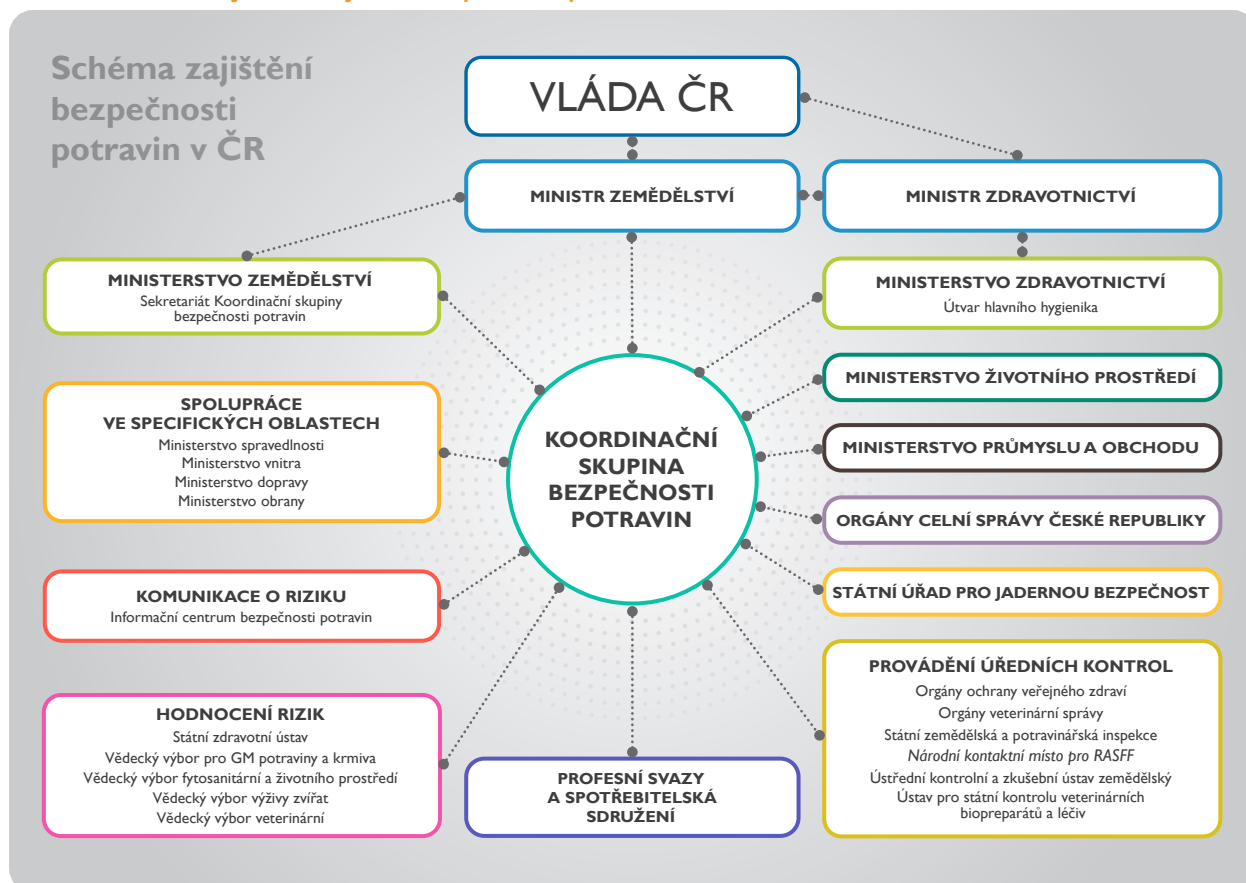 Schéma zajištění
bezpečnosti
potravin v ČR
VLÁDA ČR
MINISTR ZEMĚDĚLSTVÍ
MINISTR ZDRAVOTNICTVÍ
MINISTERSTVO ZEMĚDĚLSTVÍ
Sekretariát Koordinační skupiny
bezpečnosti potravin
MINISTERSTVO ZDRAVOTNICTVÍ
Útvar hlavního hygienika
MINISTERSTVO ŽIVOTNÍHO PROSTŘEDÍ
SPOLUPRÁCE
VE SPECIFICKÝCH OBLASTECH
Ministerstvo spravedlnosti
Ministerstvo vnitra
Ministerstvo dopravy
Ministerstvo obrany
KOORDINAČNÍ
SKUPINA
BEZPEČNOSTI
POTRAVIN
MINISTERSTVO PRŮMYSLU A OBCHODU
ORGÁNY CELNÍ SPRÁVY ČESKÉ REPUBLIKY
STÁTNÍ ÚŘAD PRO JADERNOU BEZPEČNOST
KOMUNIKACE O RIZIKU
Informační centrum bezpečnosti potravin
HODNOCENÍ RIZIK
Státní zdravotní ústav
Vědecký výbor pro GM potraviny a krmiva
Vědecký výbor fytosanitární a životního prostředí
Vědecký výbor výživy zvířat
Vědecký výbor veterinární
PROFESNÍ SVAZY
A SPOTŘEBITELSKÁ
SDRUŽENÍ
PROVÁDĚNÍ ÚŘEDNÍCH KONTROL
Orgány ochrany veřejného zdraví
Orgány veterinární správy
Státní zemědělská a potravinářská inspekce
Národní kontaktní místo pro RASFF
Ústřední kontrolní a zkušební ústav zemědělský
Ústav pro státní kontrolu veterinárních
biopreparátů a léčiv